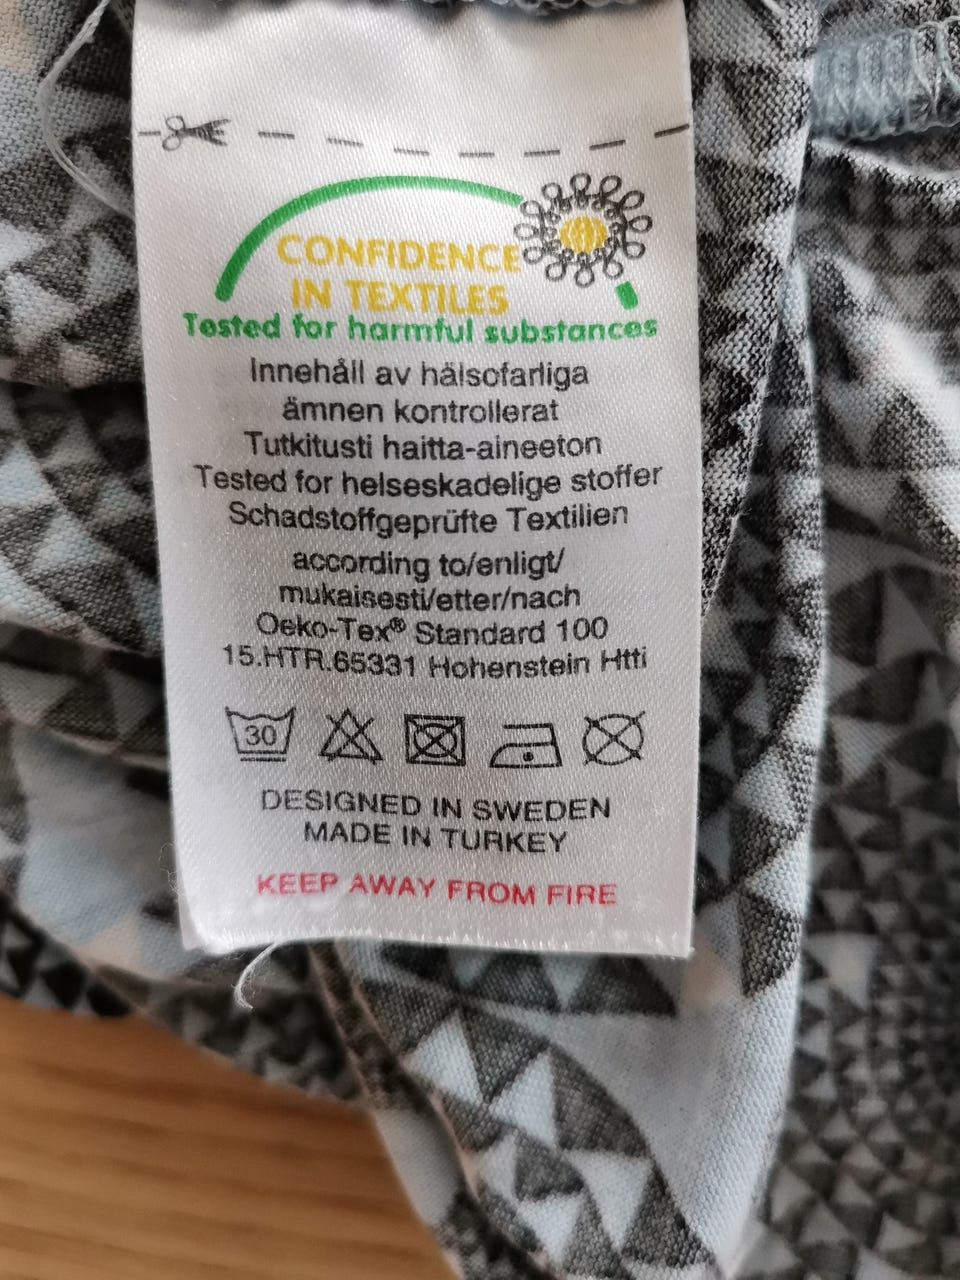 CONFIDENCE
IN TEXTILES
Tested for harmful substances
Innehåll av hälsofarliga
ämnen kontrollerat
Tutkitusti haitta-aineeton
Tested for helseskadelige stoffer
Schadstoffgeprüfte Textilien
according to/enligt/
mukaisesti/etter/nach
Oeko-Tex® Standard 100
15.HTR.65331 Hohenstein Htti
30
DESIGNED IN SWEDEN
MADE IN TURKEY
KEEP AWAY FROM FIRE